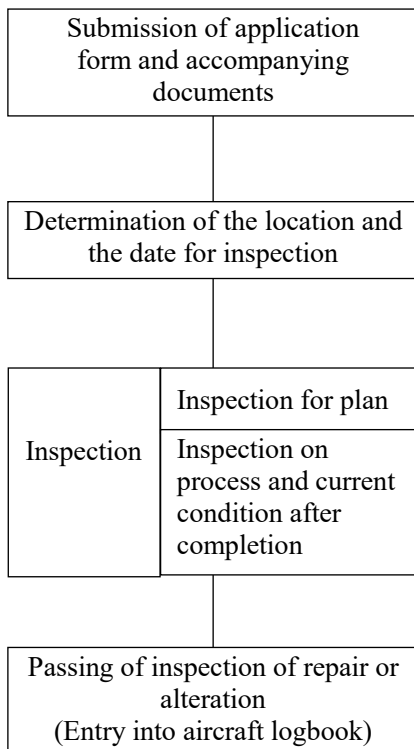 Submission of application
form and accompanying
documents
Determination of the location and
the date for inspection
Inspection
Inspection for plan
Inspection on
process and current
condition after
completion
Passing of inspection of repair or
alteration
(Entry into aircraft logbook)